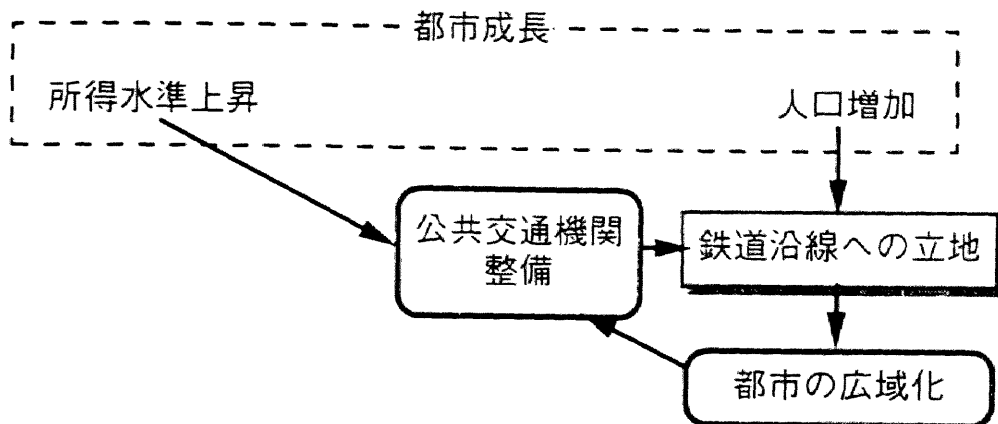 都市成長
所得水準上昇
人口増加
公共交通機関
整備
鉄道沿線への立地
都市の広域化